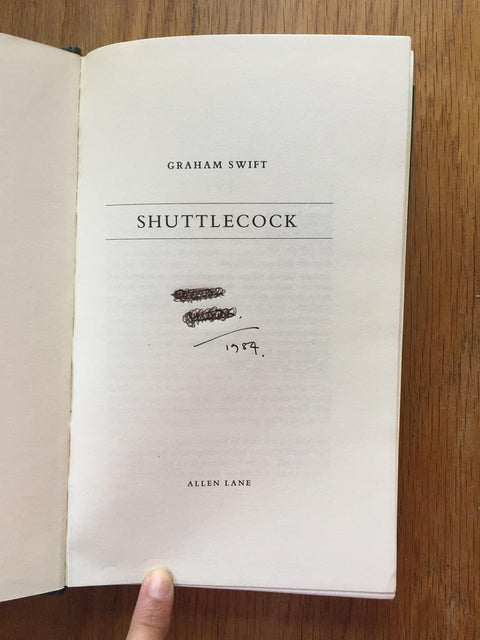 GRAHAM SWIFT
SHUTTLECOCK
1984.
ALLEN LANE